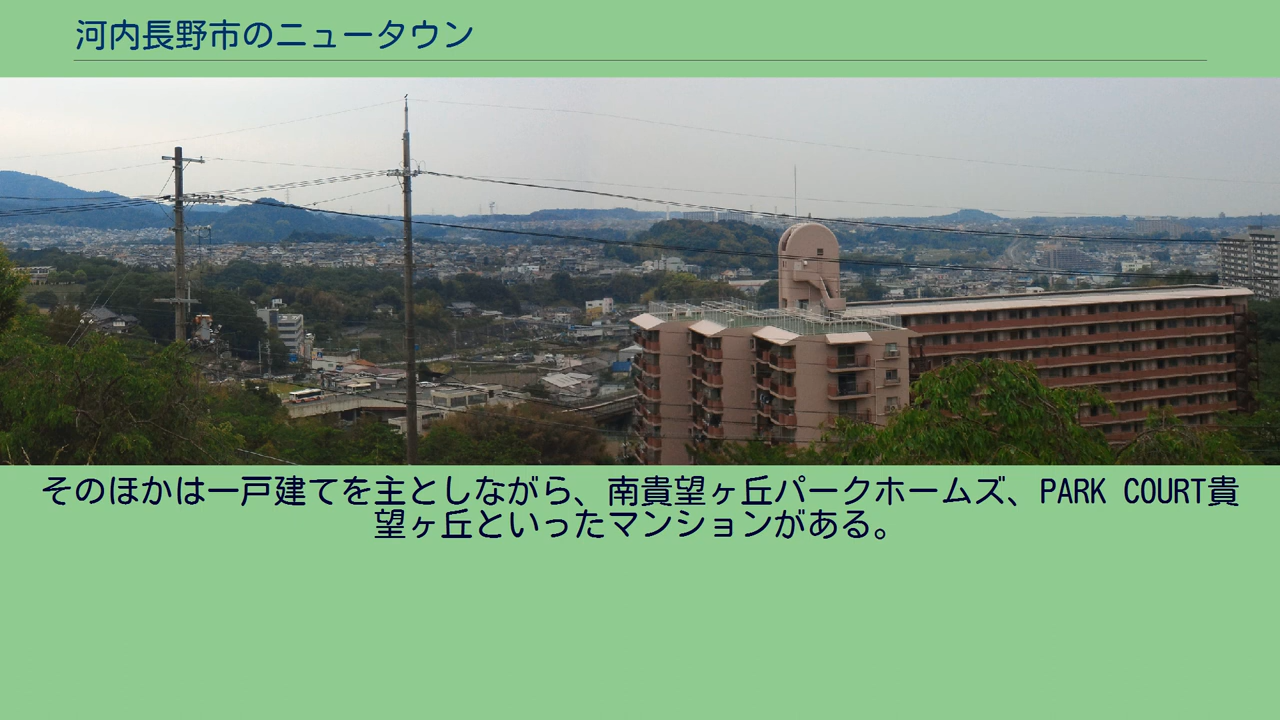 河内長野市のニュータウン
そのほかは一戸建てを主としながら、南貴望ヶ丘パークホームズ、PARK COURT貴
望ヶ丘といったマンションがある。